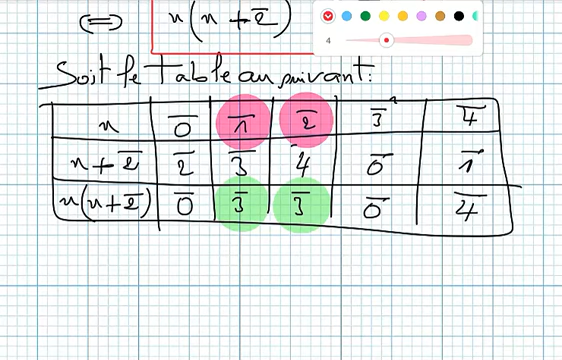 ⟺ n(n+2̅)
4
Soit le Tableau suivant:
n 0̅ 1̅ 2̅ 3̅ 4̅
n+2̅ 2̅ 3̅ 4̅ 0̅ 1̅
n(n+2̅) 0̅ 3̅ 3̅ 0̅ 4̅